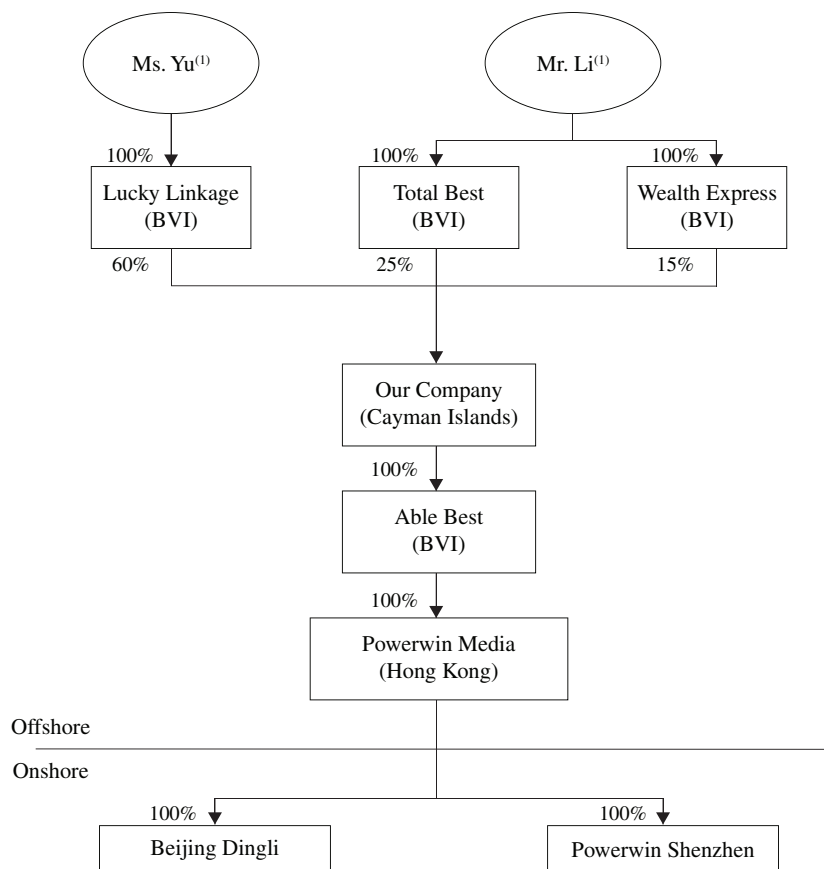 Ms. Yu(1)
Mr. Li(1)
100%
100%
100%
Lucky Linkage
(BVI)
Total Best
(BVI)
Wealth Express
(BVI)
60%
25%
15%
Our Company
(Cayman Islands)
100%
Able Best
(BVI)
100%
Powerwin Media
(Hong Kong)
Offshore
Onshore
100%
100%
Beijing Dingli
Powerwin Shenzhen